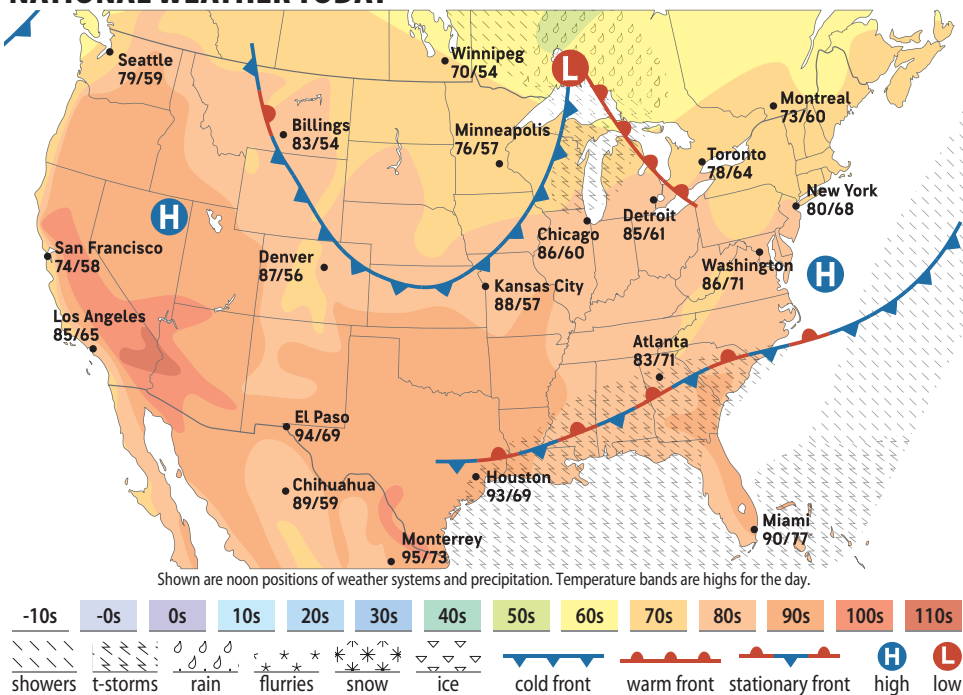 NATIONAL WEATHER TODAY
Seattle
79/59
Winnipeg
70/54
L
Montreal
73/60
Billings
83/54
Minneapolis
76/57
Toronto
78/64
New York
80/68
H
Detroit
85/61
Chicago
86/60
San Francisco
74/58
Denver
87/56
Washington
86/71
H
Kansas City
88/57
Los Angeles
85/65
Atlanta
83/71
El Paso
94/69
Houston
93/69
Chihuahua
89/59
Miami
90/77
Monterrey
95/73
Shown are noon positions of weather systems and precipitation. Temperature bands are highs for the day.
-10s -0s 0s 10s 20s 30s 40s 50s 60s 70s 80s 90s 100s 110s
H L
showers t-storms rain flurries snow ice cold front warm front stationary front high low